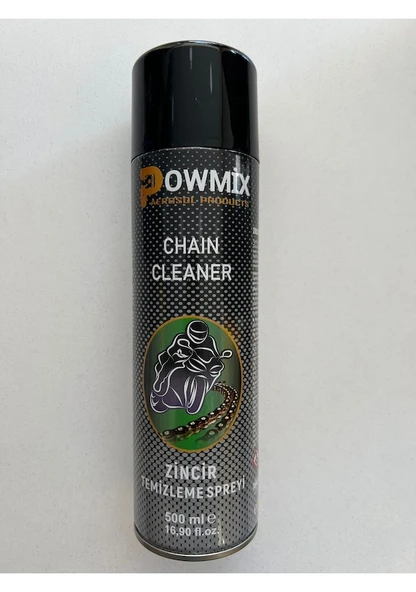 POWMIX
AEROSOL PRODUCTS
CHAIN
CLEANER
ZİNCİR
TEMİZLEME SPREYİ
500 ml e
16,90 fl.oz.